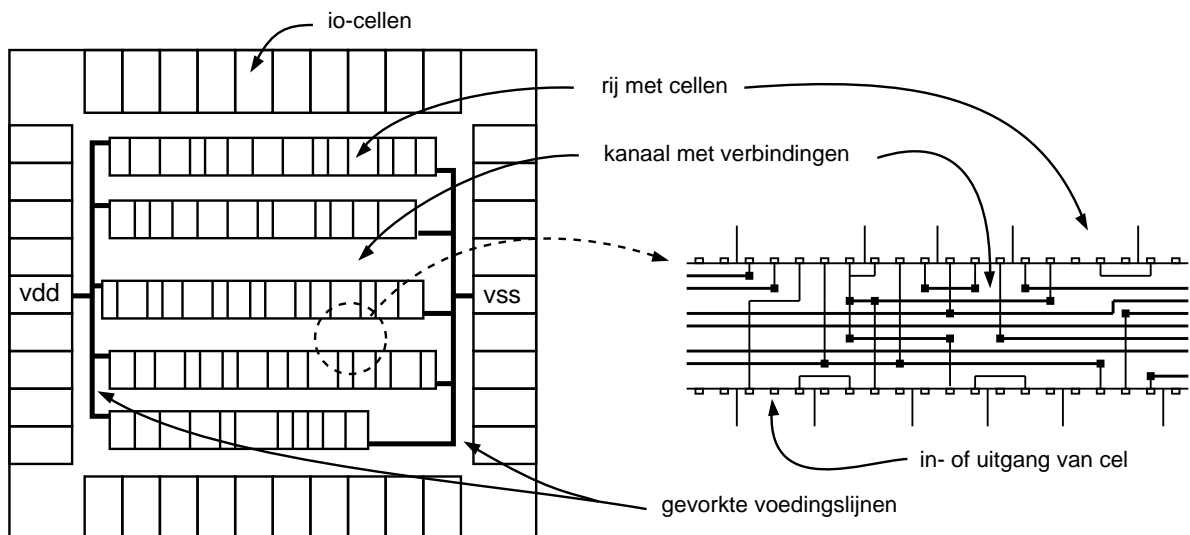 io-cellen
rij met cellen
kanaal met verbindingen
vdd
vss
in- of uitgang van cel
gevorkte voedingslijnen